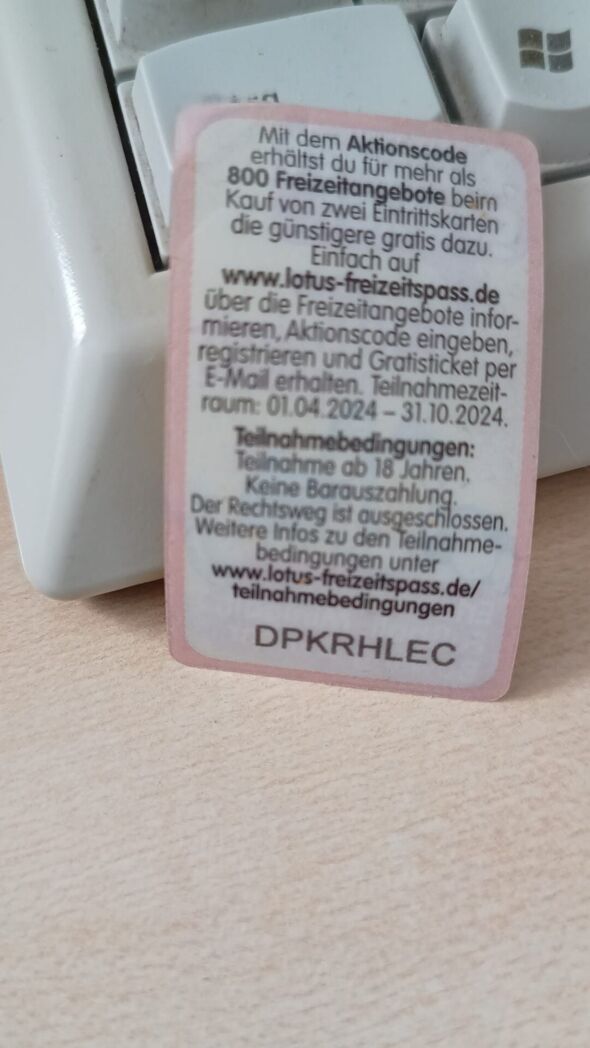 Mit dem Aktionscode
erhältst du für mehr als
800 Freizeitangebote beim
Kauf von zwei Eintrittskarten
die günstigere gratis dazu.
Einfach auf
www.lotus-freizeitspass.de
über die Freizeitangebote infor-
mieren, Aktionscode eingeben,
registrieren und Gratisticket per
E-Mail erhalten. Teilnahmezeit-
raum: 01.04.2024 – 31.10.2024.
Teilnahmebedingungen:
Teilnahme ab 18 Jahren.
Keine Barauszahlung.
Der Rechtsweg ist ausgeschlossen.
Weitere Infos zu den Teilnahme-
bedingungen unter
www.lotus-freizeitspass.de/
teilnahmebedingungen
DPKRHLEC